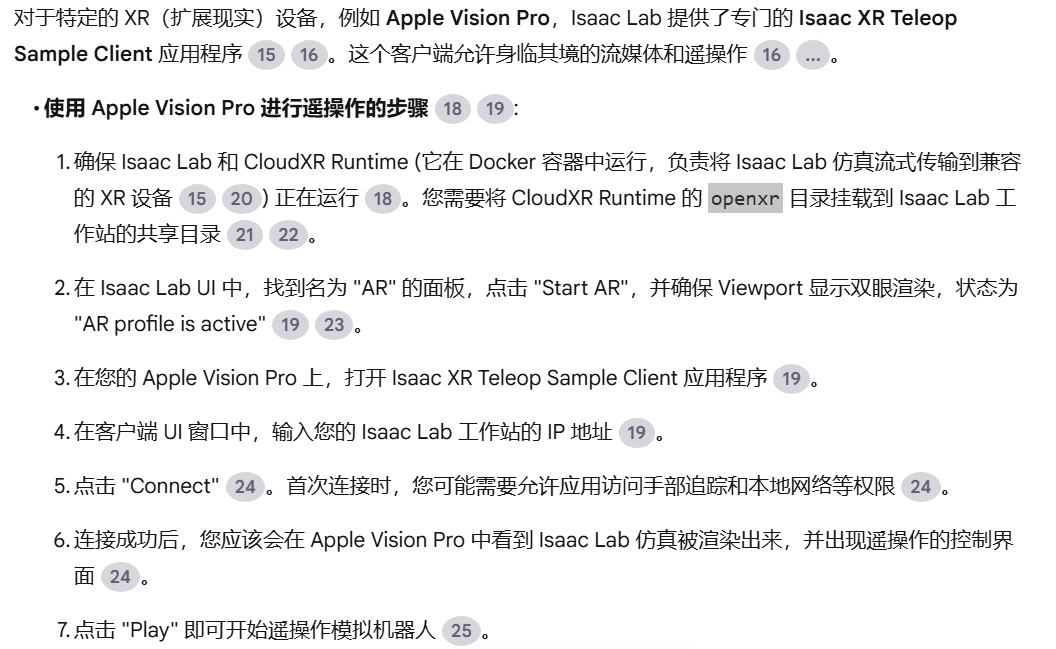 对于特定的 XR（扩展现实）设备，例如 Apple Vision Pro，Isaac Lab 提供了专门的 Isaac XR Teleop
Sample Client 应用程序 15 16 。这个客户端允许身临其境的流媒体和遥操作 16 ... 。
• 使用 Apple Vision Pro 进行遥操作的步骤 18 19 :
1. 确保 Isaac Lab 和 CloudXR Runtime (它在 Docker 容器中运行，负责将 Isaac Lab 仿真流式传输到兼容
的 XR 设备 15 20 ) 正在运行 18 。您需要将 CloudXR Runtime 的 openxr 目录挂载到 Isaac Lab 工
作站的共享目录 21 22 。
2. 在 Isaac Lab UI 中，找到名为 "AR" 的面板，点击 "Start AR"，并确保 Viewport 显示双眼渲染，状态为
"AR profile is active" 19 23 。
3. 在您的 Apple Vision Pro 上，打开 Isaac XR Teleop Sample Client 应用程序 19 。
4. 在客户端 UI 窗口中，输入您的 Isaac Lab 工作站的 IP 地址 19 。
5. 点击 "Connect" 24 。首次连接时，您可能需要允许应用访问手部追踪和本地网络等权限 24 。
6. 连接成功后，您应该会在 Apple Vision Pro 中看到 Isaac Lab 仿真被渲染出来，并出现遥操作的控制界
面 24 。
7. 点击 "Play" 即可开始遥操作模拟机器人 25 。